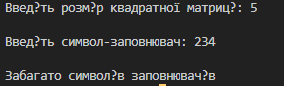 Введ?ть розм?р квадратної матриц?: 5
Введ?ть символ-заповнювач: 234
Забагато символ?в заповнювач?в